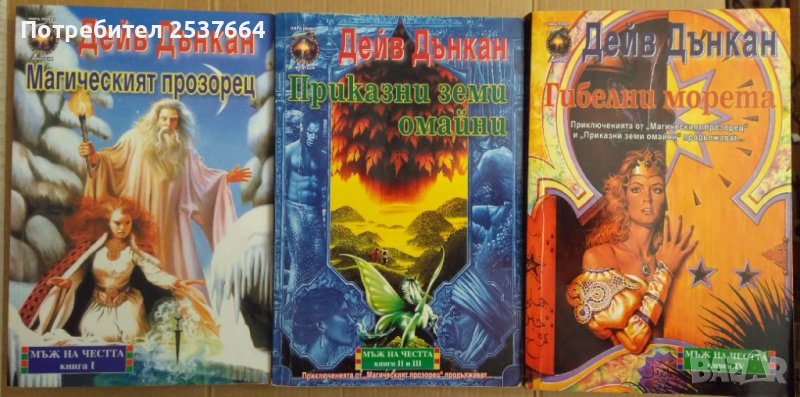 Потребител 2537664
Дейв Дънкан
Магическият прозорец
МЪЖ НА ЧЕСТТА
книга I
Дейв Дънкан
Приказни земи
омайни
МЪЖ НА ЧЕСТТА
книги II и III
Приключенията от „Магическият прозорец" продължават...
Дейв Дънкан
Гибелни морета
Приключенията от „Магическият прозорец"
и „Приказни земи омайни" продължават...
МЪЖ НА ЧЕСТТА
книга IV